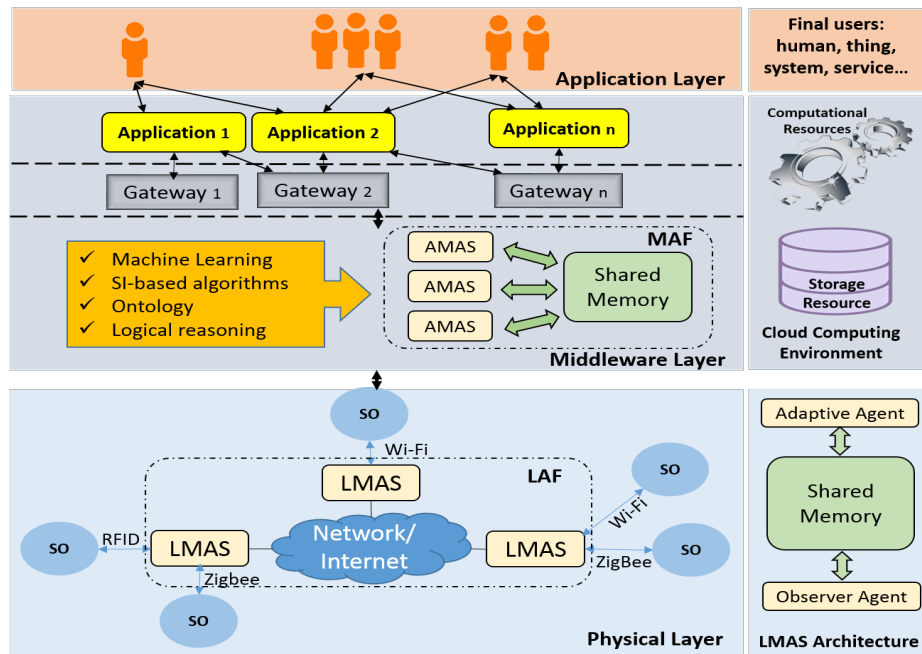 Application Layer
Final users:
human, thing,
system, service...
Application 1
Application 2
Application n
Gateway 1
Gateway 2
Gateway n
✓ Machine Learning
✓ SI-based algorithms
✓ Ontology
✓ Logical reasoning
MAF
AMAS
AMAS
AMAS
Shared
Memory
Middleware Layer
Computational
Resources
Storage
Resource
Cloud Computing
Environment
SO
Wi-Fi
LMAS
LAF
SO
Wi-Fi
SO
RFID
LMAS
Network/
Internet
LMAS
ZigBee
SO
Zigbee
SO
Physical Layer
Adaptive Agent
Shared
Memory
Observer Agent
LMAS Architecture